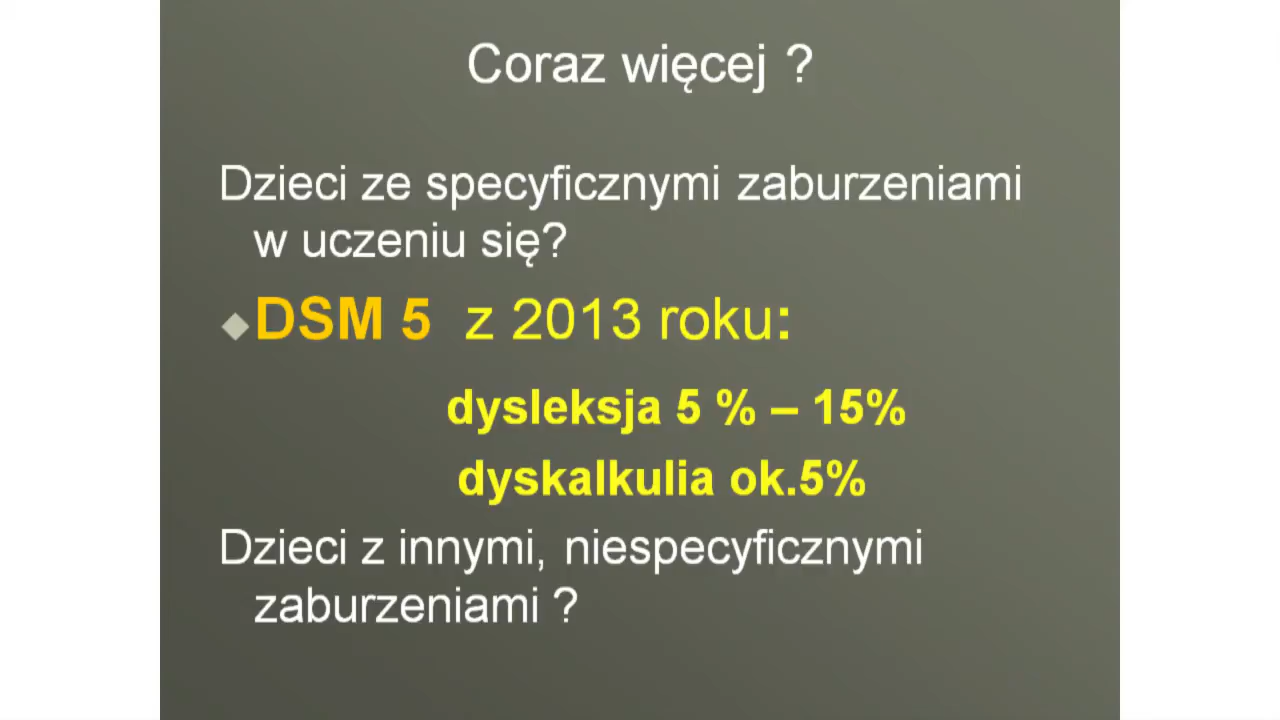 Coraz więcej ?
Dzieci ze specyficznymi zaburzeniami
w uczeniu się?
DSM 5 z 2013 roku:
dysleksja 5 % – 15%
dyskalkulia ok.5%
Dzieci z innymi, niespecyficznymi
zaburzeniami ?